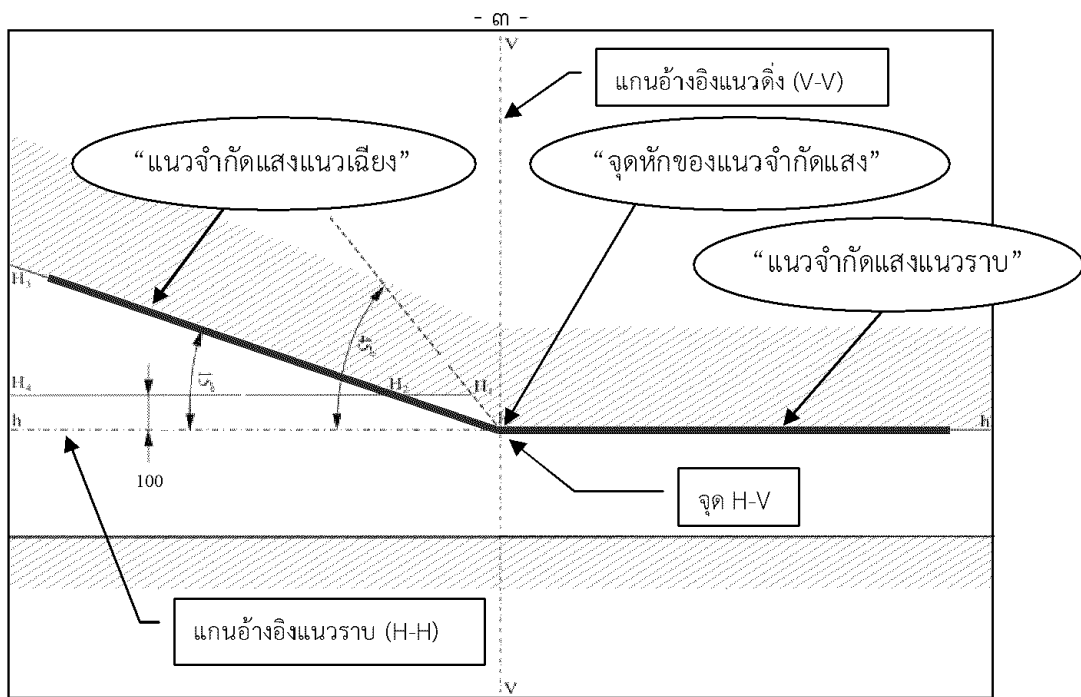 - ๓ -
V
แกนอ้างอิงแนวดิ่ง (V-V)
“แนวจำกัดแสงแนวเฉียง”
“จุดหักของแนวจำกัดแสง”
“แนวจำกัดแสงแนวราบ”
H₃
45°
15°
H₄
H₂
H₁
h
h
100
จุด H-V
แกนอ้างอิงแนวราบ (H-H)
V